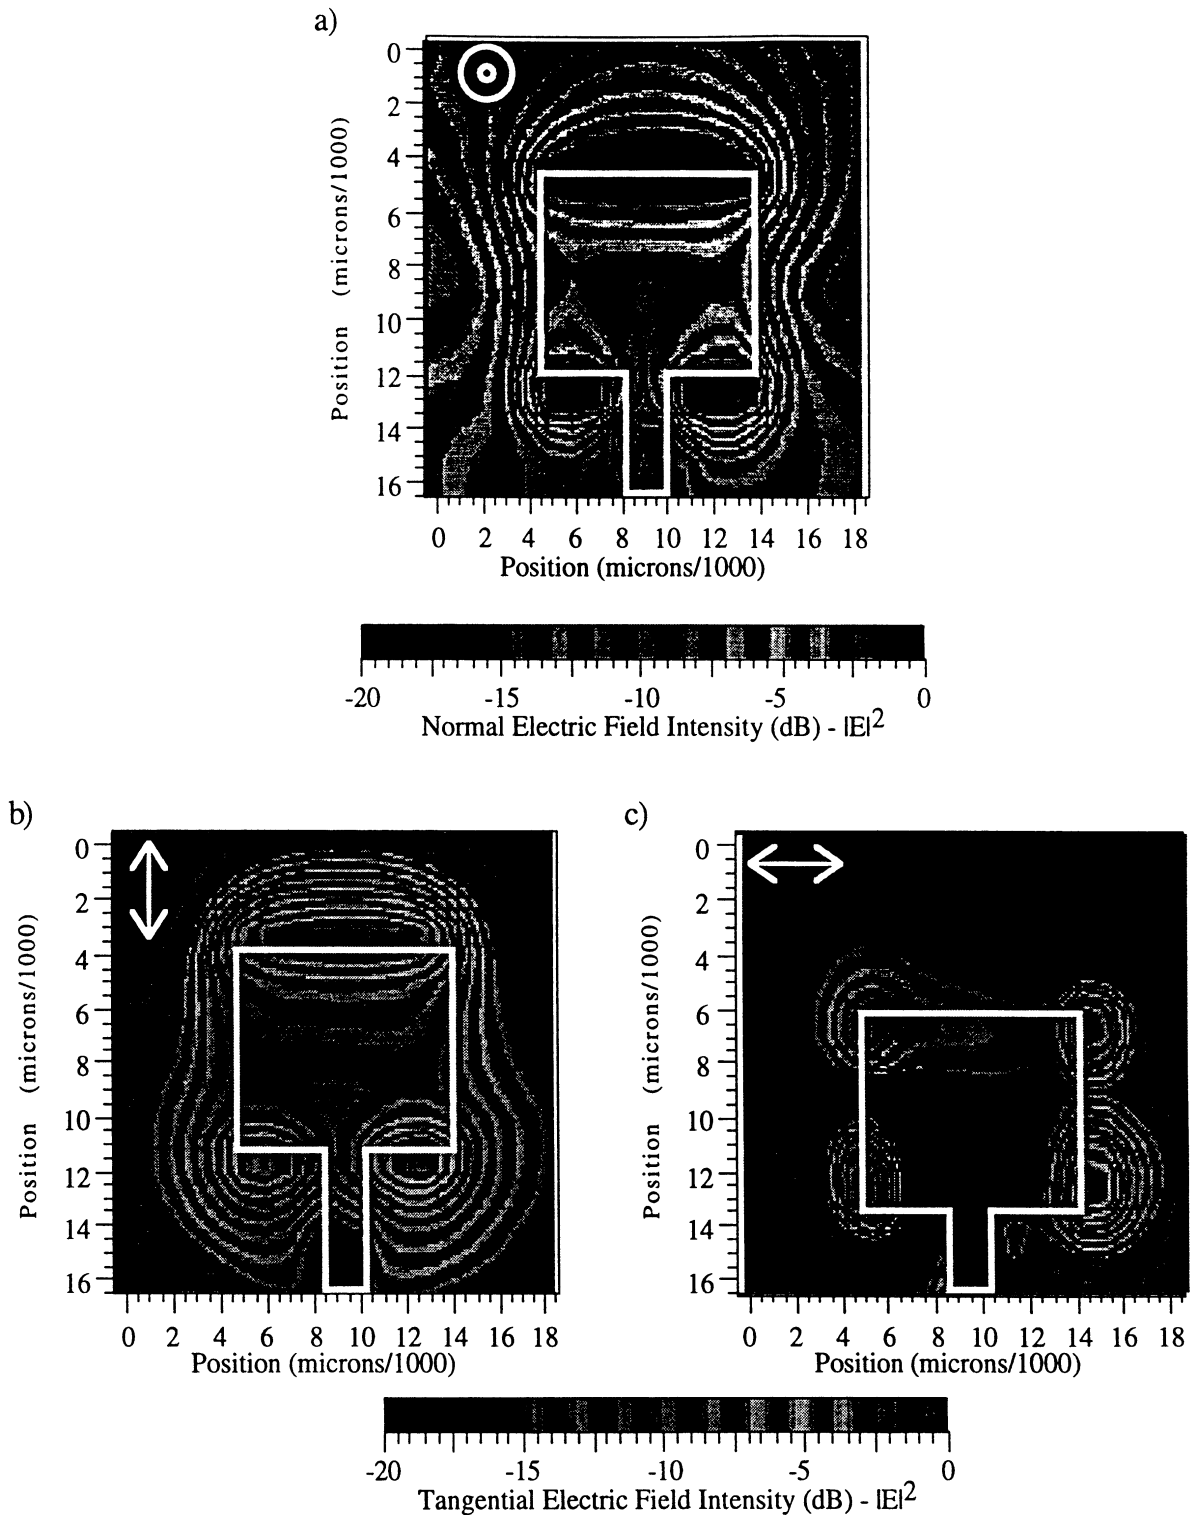 a)
Position (microns/1000)
0
2
4
6
8
10
12
14
16
0 2 4 6 8 10 12 14 16 18
Position (microns/1000)
-20 -15 -10 -5 0
Normal Electric Field Intensity (dB) - |E|2
b)
Position (microns/1000)
0
2
4
6
8
10
12
14
16
0 2 4 6 8 10 12 14 16 18
Position (microns/1000)
c)
Position (microns/1000)
0
2
4
6
8
10
12
14
16
0 2 4 6 8 10 12 14 16 18
Position (microns/1000)
-20 -15 -10 -5 0
Tangential Electric Field Intensity (dB) - |E|2